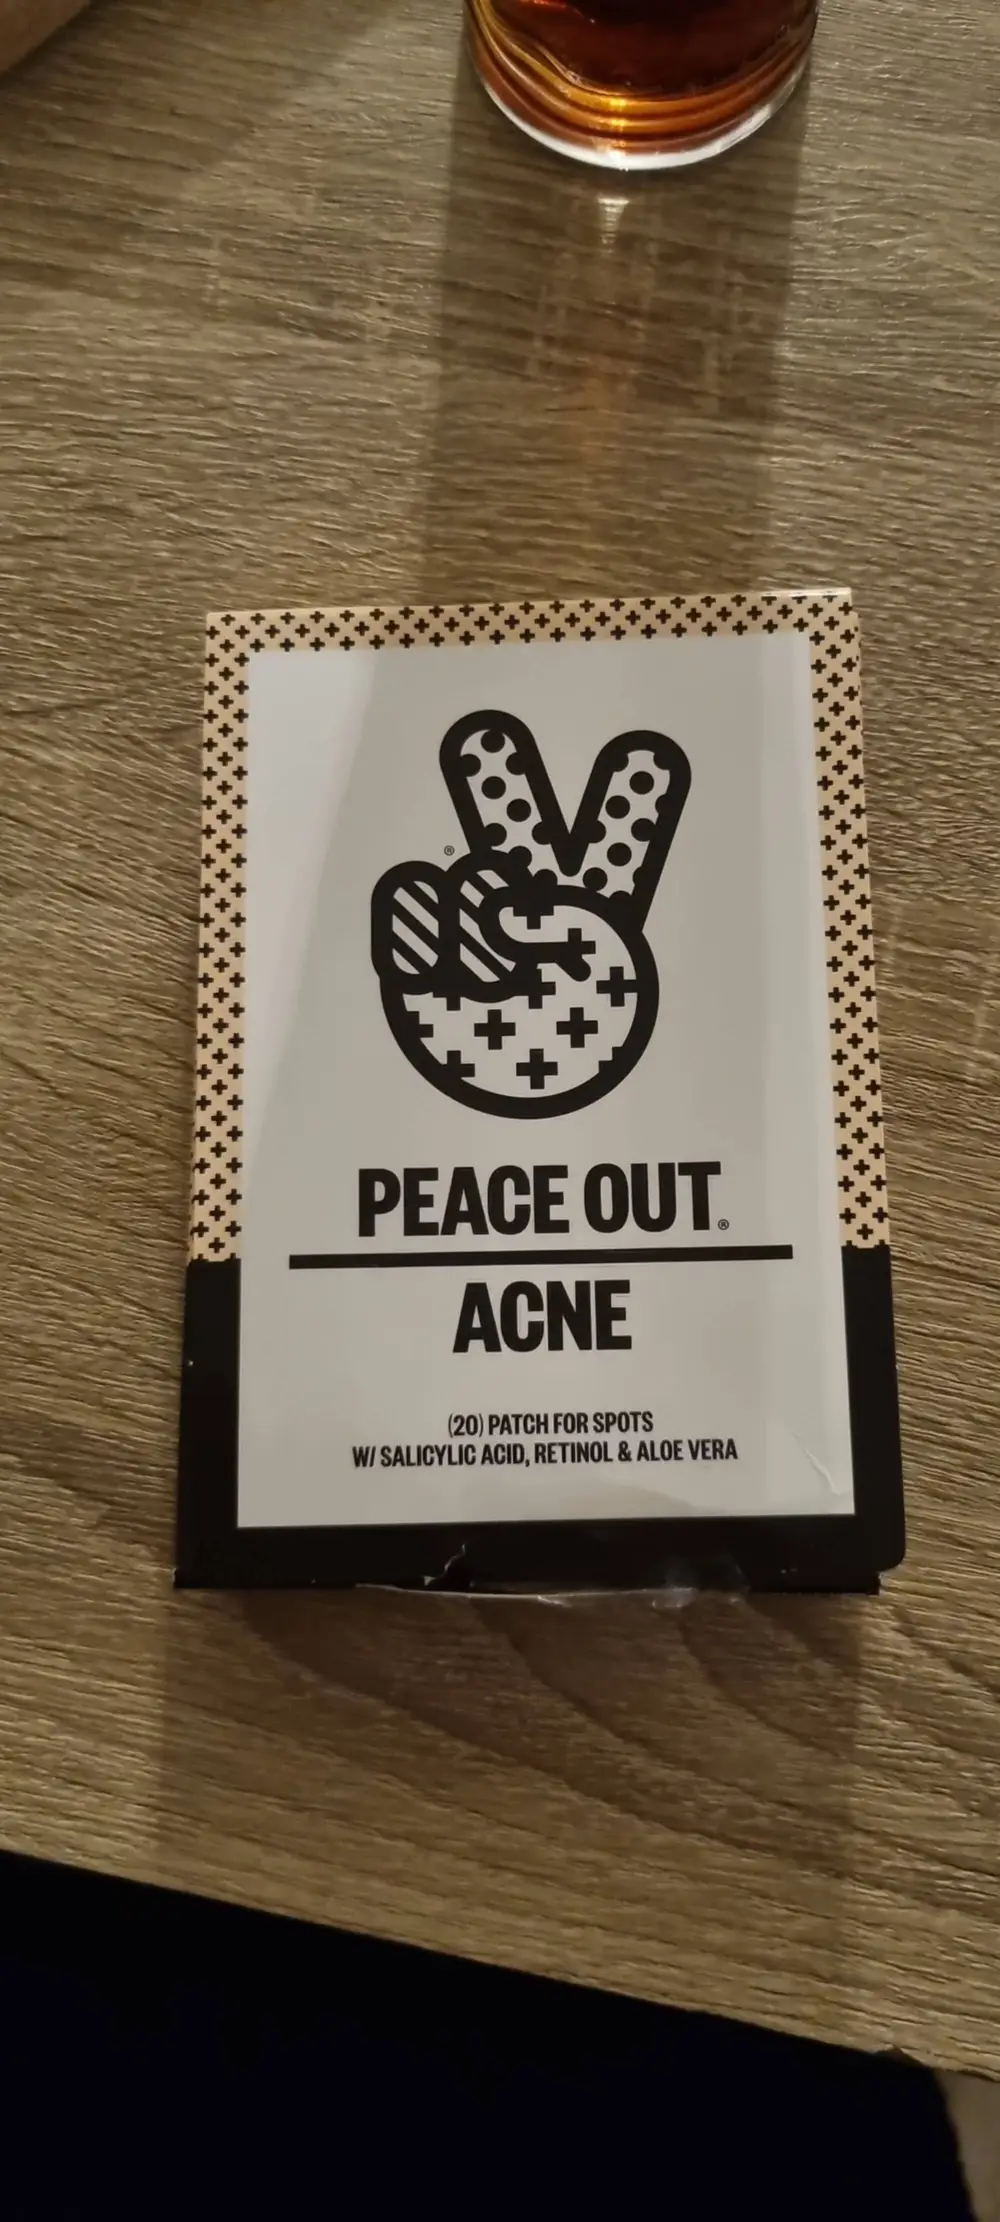 ®
PEACE OUT®
ACNE
(20) PATCH FOR SPOTS
W/ SALICYLIC ACID, RETINOL & ALOE VERA